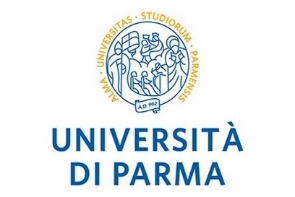 ALMA · UNIVERSITAS · STUDIORUM · PARMENSIS
A.D. 962
UNIVERSITÀ
DI PARMA